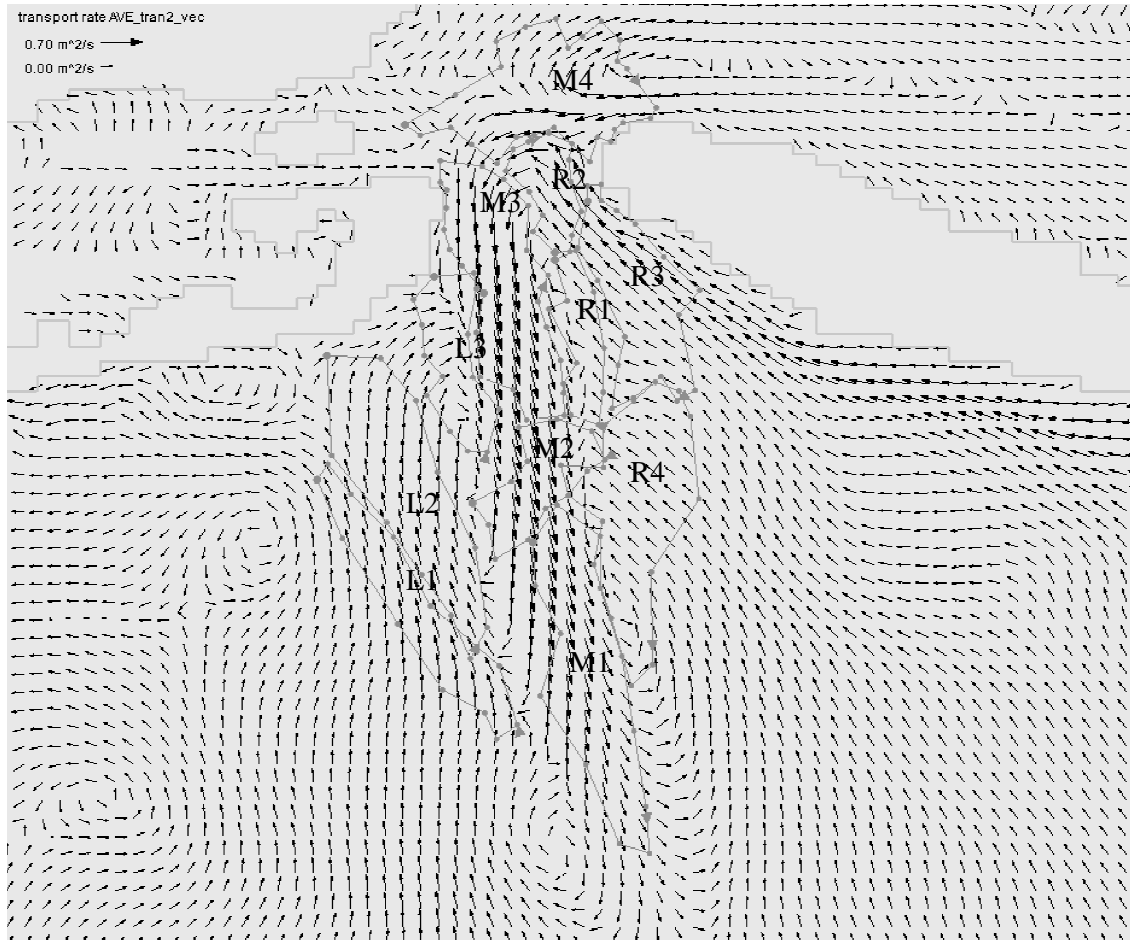 transport rate AVE_tran2_vec
0.70 m^2/s
0.00 m^2/s
M4
R2
M3
R3
R1
L3
M2
R4
L2
L1
M1